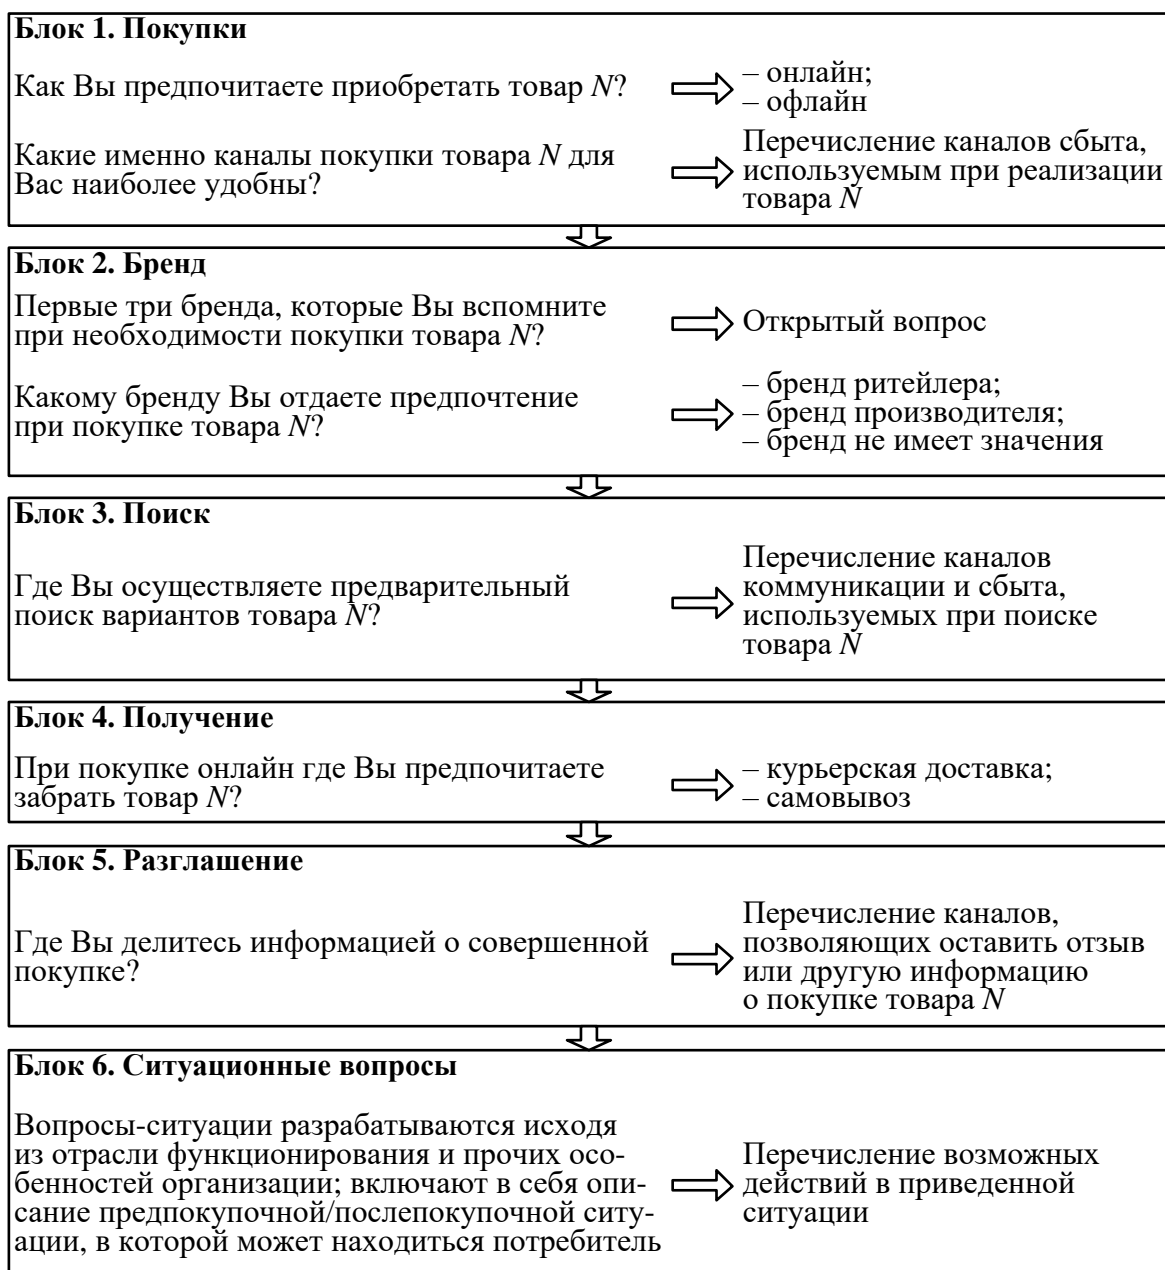 Блок 1. Покупки
Как Вы предпочитаете приобретать товар N?
– онлайн;
– офлайн
Какие именно каналы покупки товара N для
Вас наиболее удобны?
Перечисление каналов сбыта,
используемым при реализации
товара N
Блок 2. Бренд
Первые три бренда, которые Вы вспомните
при необходимости покупки товара N?
Открытый вопрос
Какому бренду Вы отдаете предпочтение
при покупке товара N?
– бренд ритейлера;
– бренд производителя;
– бренд не имеет значения
Блок 3. Поиск
Где Вы осуществляете предварительный
поиск вариантов товара N?
Перечисление каналов
коммуникации и сбыта,
используемых при поиске
товара N
Блок 4. Получение
При покупке онлайн где Вы предпочитаете
забрать товар N?
– курьерская доставка;
– самовывоз
Блок 5. Разглашение
Где Вы делитесь информацией о совершенной
покупке?
Перечисление каналов,
позволяющих оставить отзыв
или другую информацию
о покупке товара N
Блок 6. Ситуационные вопросы
Вопросы-ситуации разрабатываются исходя
из отрасли функционирования и прочих осо-
бенностей организации; включают в себя опи-
сание предпокупочной/послепокупочной ситу-
ации, в которой может находиться потребитель
Перечисление возможных
действий в приведенной
ситуации